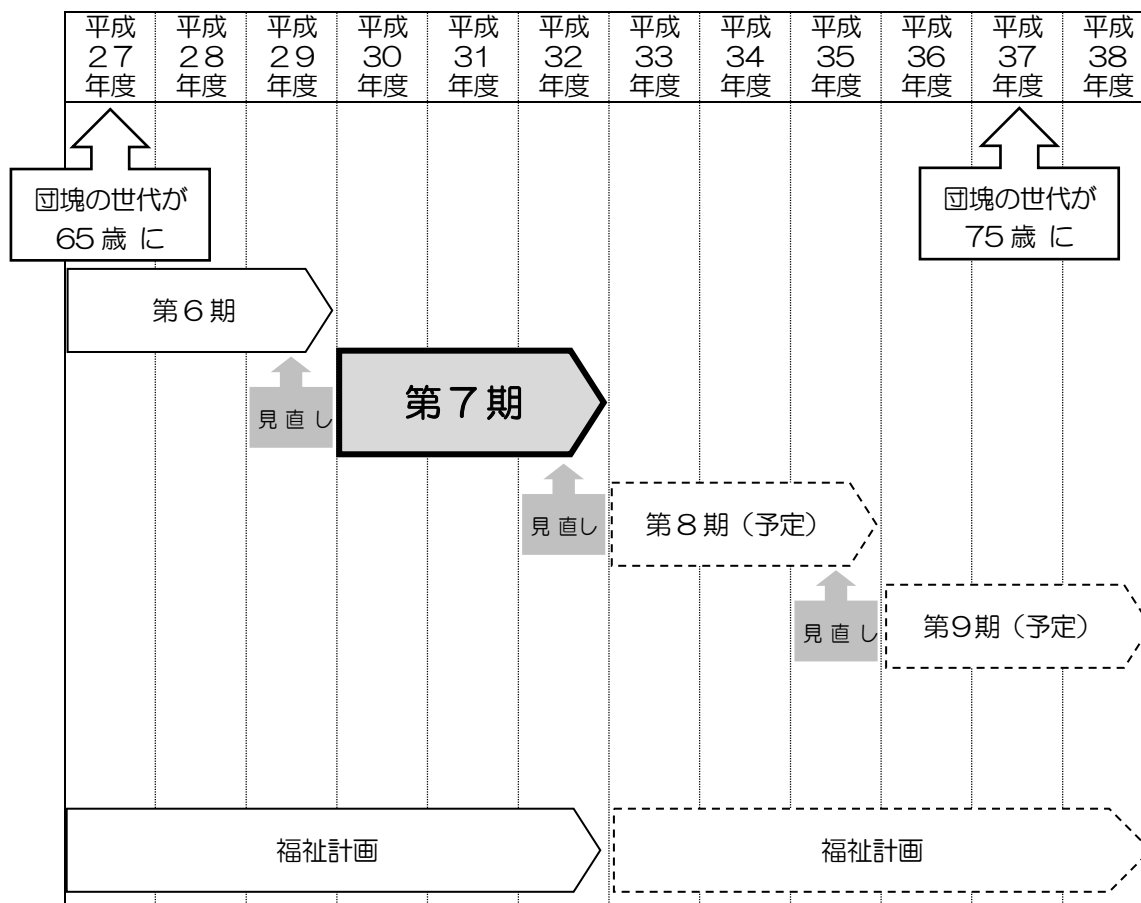 平成
27
年度
平成
28
年度
平成
29
年度
平成
30
年度
平成
31
年度
平成
32
年度
平成
33
年度
平成
34
年度
平成
35
年度
平成
36
年度
平成
37
年度
平成
38
年度
団塊の世代が
65歳に
団塊の世代が
75歳に
第6期
見直し
第7期
見直し
第8期（予定）
見直し
第9期（予定）
福祉計画
福祉計画